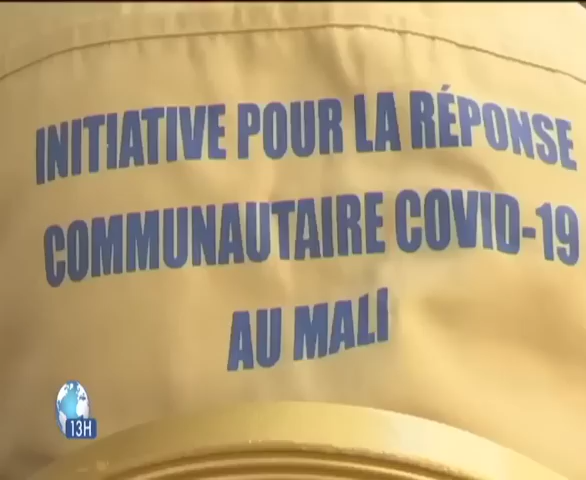 INITIATIVE POUR LA RÉPONSE
COMMUNAUTAIRE COVID-19
AU MALI
13H